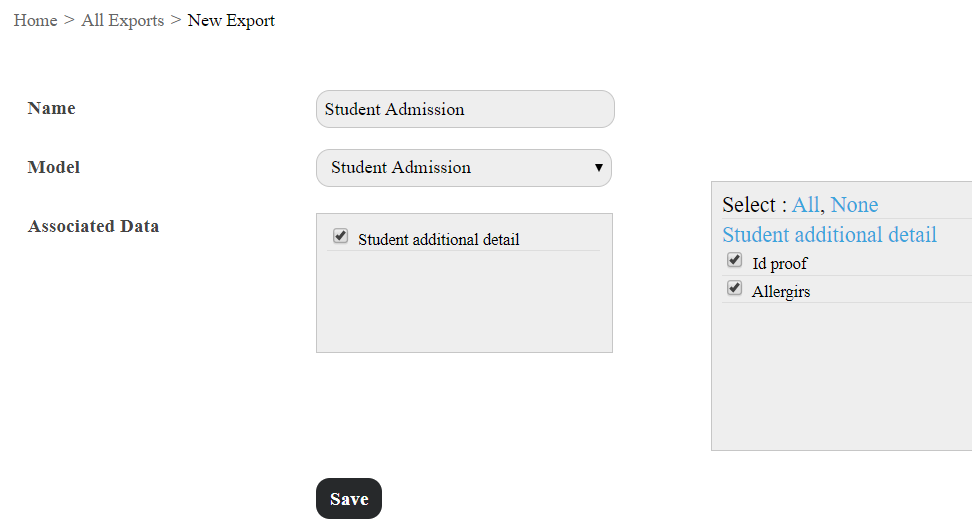 Home > All Exports > New Export
Name
Student Admission
Model
Student Admission
Associated Data
Student additional detail
Select : All, None
Student additional detail
Id proof
Allergirs
Save